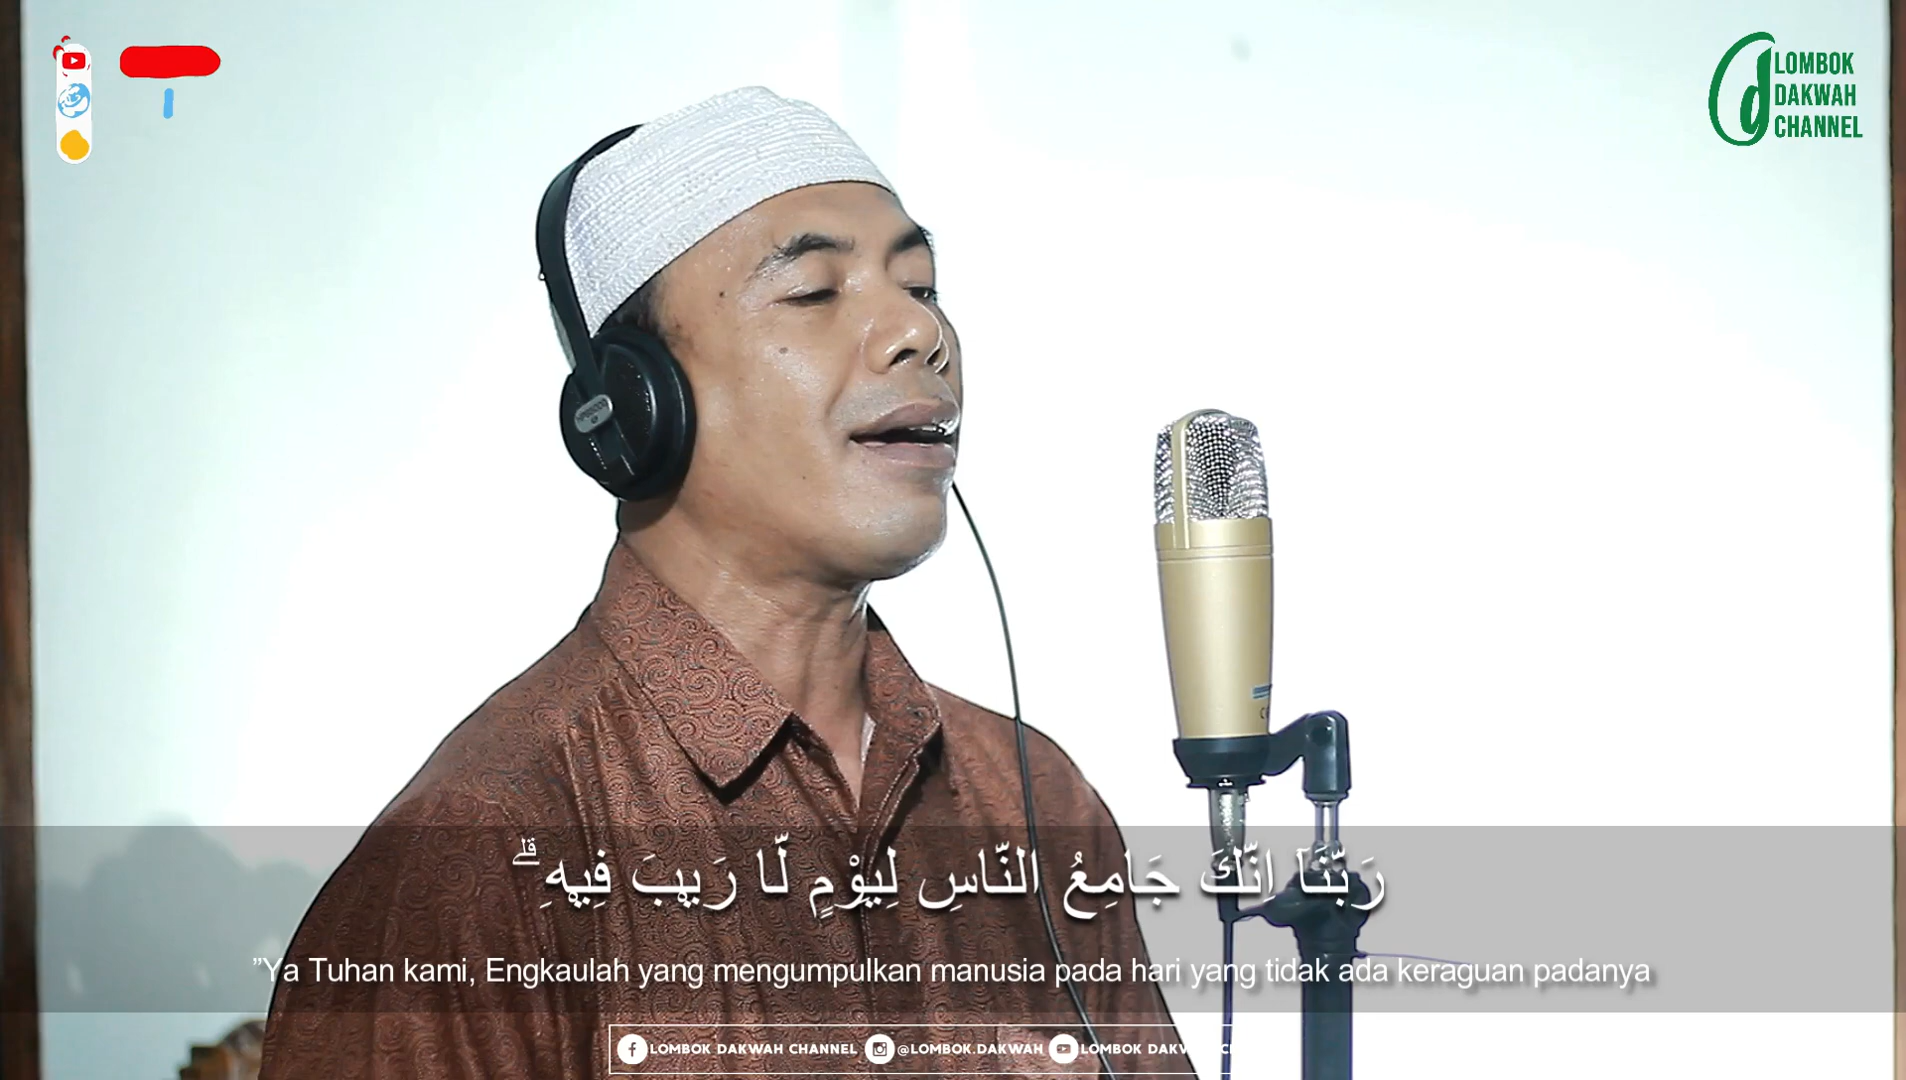 LOMBOK
DAKWAH
CHANNEL
رَبَّنَآ اِنَّكَ جَامِعُ النَّاسِ لِيَوْمٍ لَّا رَيْبَ فِيْهِ ۗ
”Ya Tuhan kami, Engkaulah yang mengumpulkan manusia pada hari yang tidak ada keraguan padanya
LOMBOK DAKWAH CHANNEL @LOMBOK.DAKWAH LOMBOK